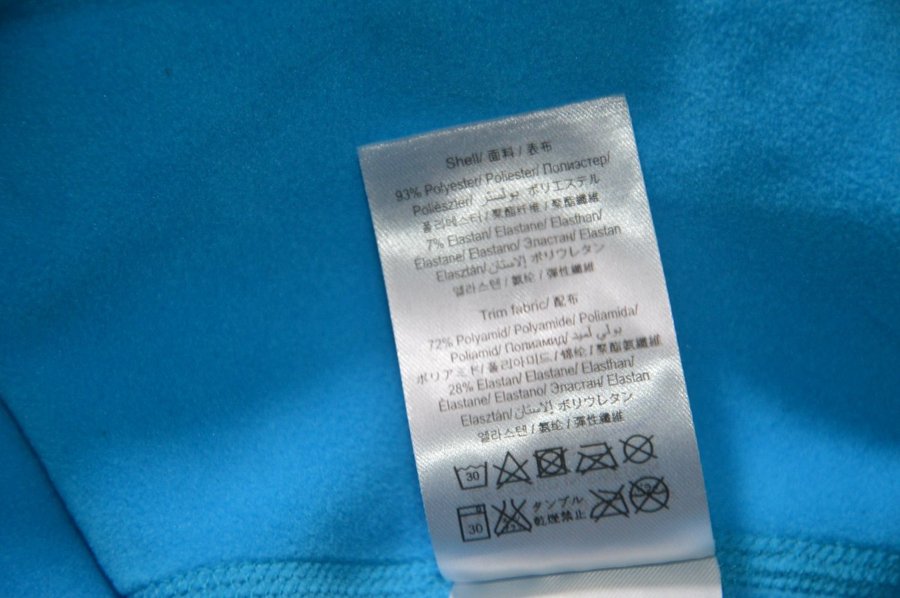 Shell/ 面料 / 表布
93% Polyester/ Poliester/ Полиэстер/
Poliészter/ بوليستر ポリエステル
폴리에스터 / 聚酯纤维 / 聚酯纖維
7% Elastan/ Elastane/ Elasthan/
Élastane/ Elastano/ Эластан/ Elastan
Elasztán/ الاستان ポリウレタン
엘라스텐 / 氨纶 / 彈性纖維
Trim fabric/ 配布
72% Polyamid/ Polyamide/ Poliamida/
Poliamid/ Полиамид/ بولي أميد
ポリアミド/ 폴리아미드/ 锦纶 / 聚酯氨纖維
28% Elastan/ Elastane/ Elasthan/
Élastane/ Elastano/ Эластан/ Elastan
Elasztán/ الاستان ポリウレタン
엘라스텐 / 氨纶 / 彈性纖維
30
30 タンブル
乾燥禁止